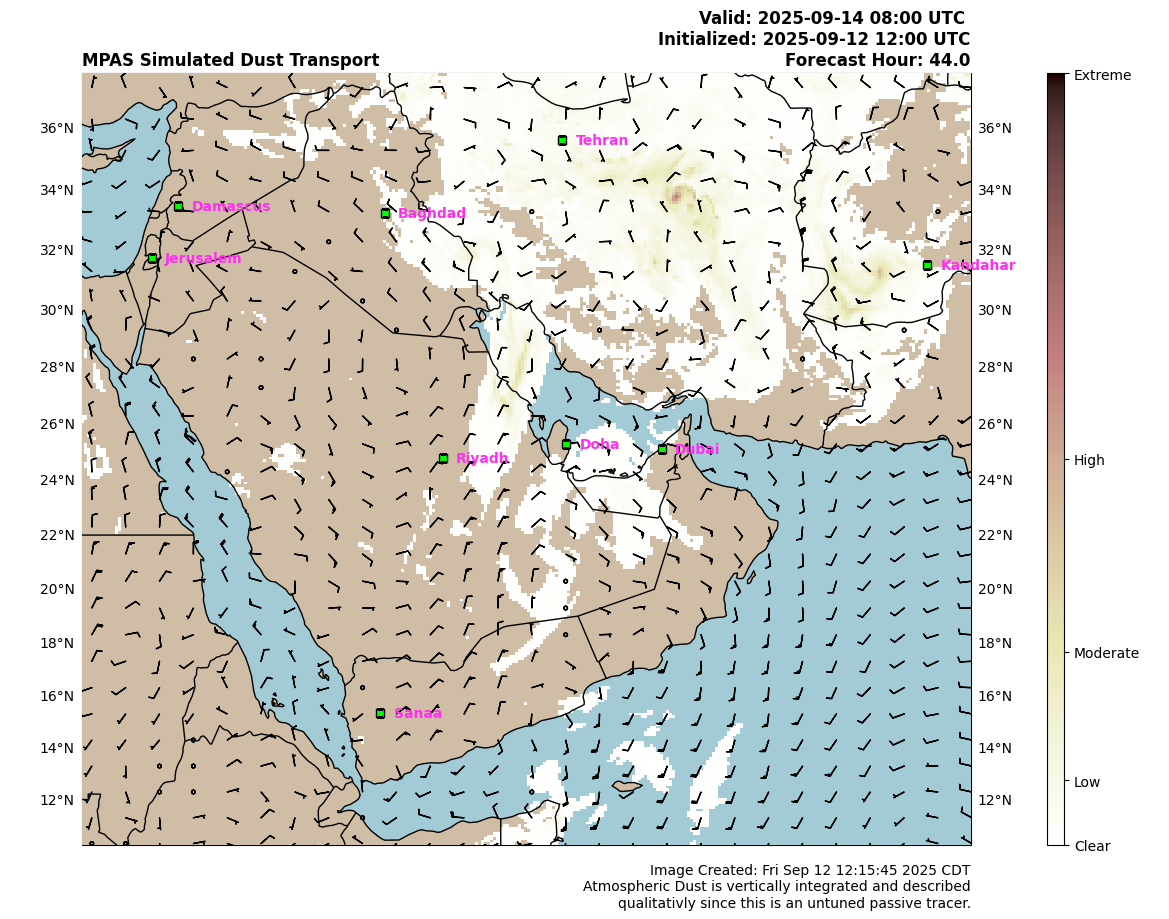 Valid: 2025-09-14 08:00 UTC
Initialized: 2025-09-12 12:00 UTC
MPAS Simulated Dust Transport
Forecast Hour: 44.0
36°N
34°N
32°N
30°N
28°N
26°N
24°N
22°N
20°N
18°N
16°N
14°N
12°N
Tehran
Damascus
Baghdad
Jerusalem
Kandahar
Doha
Dubai
Riyadh
Sanaa
36°N
34°N
32°N
30°N
28°N
26°N
24°N
22°N
20°N
18°N
16°N
14°N
12°N
Extreme
High
Moderate
Low
Clear
Image Created: Fri Sep 12 12:15:45 2025 CDT
Atmospheric Dust is vertically integrated and described
qualitativly since this is an untuned passive tracer.